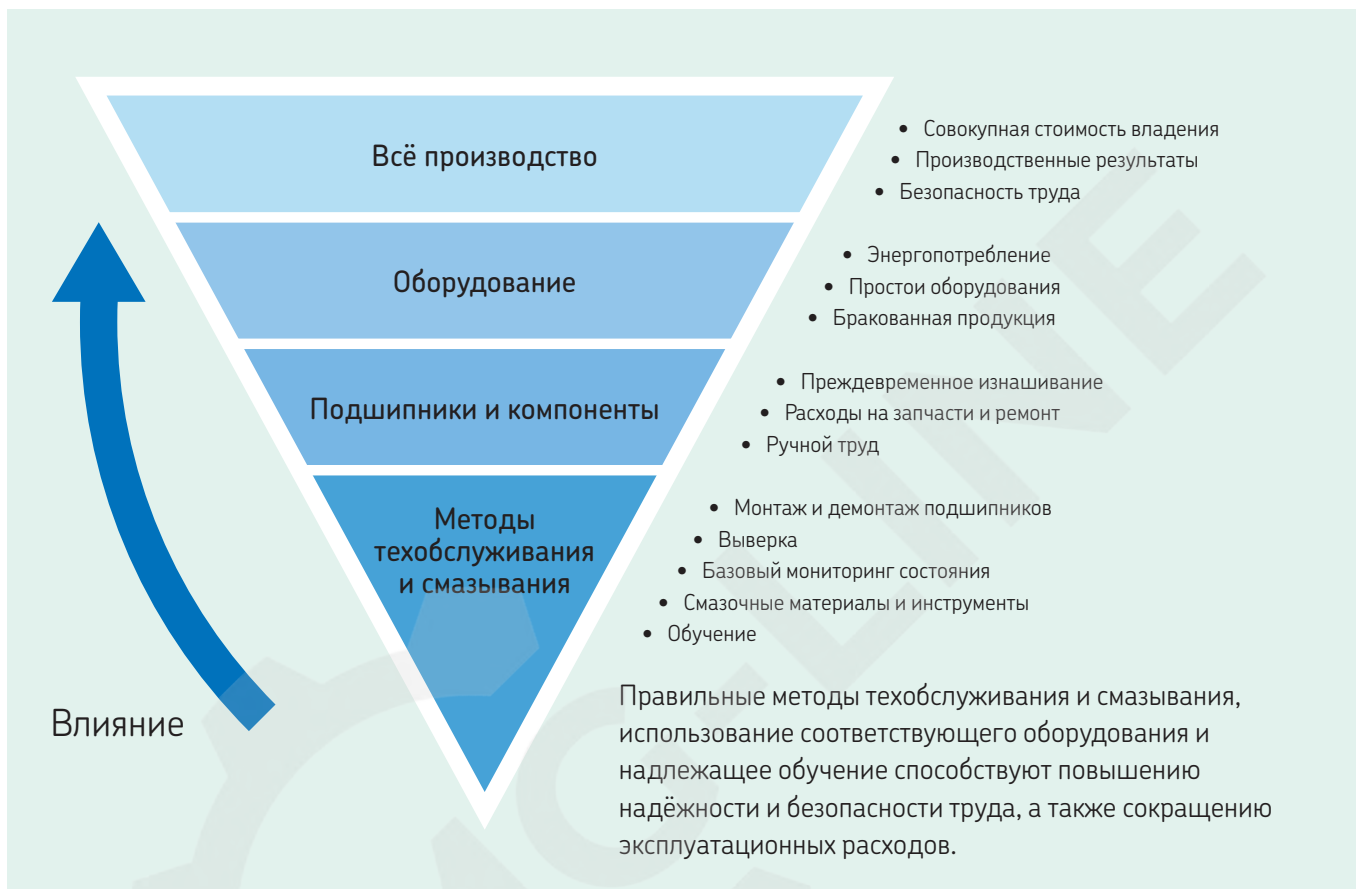 Всё производство
• Совокупная стоимость владения
• Производственные результаты
• Безопасность труда
Оборудование
• Энергопотребление
• Простои оборудования
• Бракованная продукция
Подшипники и компоненты
• Преждевременное изнашивание
• Расходы на запчасти и ремонт
• Ручной труд
Методы
техобслуживания
и смазывания
• Монтаж и демонтаж подшипников
• Выверка
• Базовый мониторинг состояния
• Смазочные материалы и инструменты
• Обучение
Влияние
Правильные методы техобслуживания и смазывания,
использование соответствующего оборудования и
надлежащее обучение способствуют повышению
надёжности и безопасности труда, а также сокращению
эксплуатационных расходов.